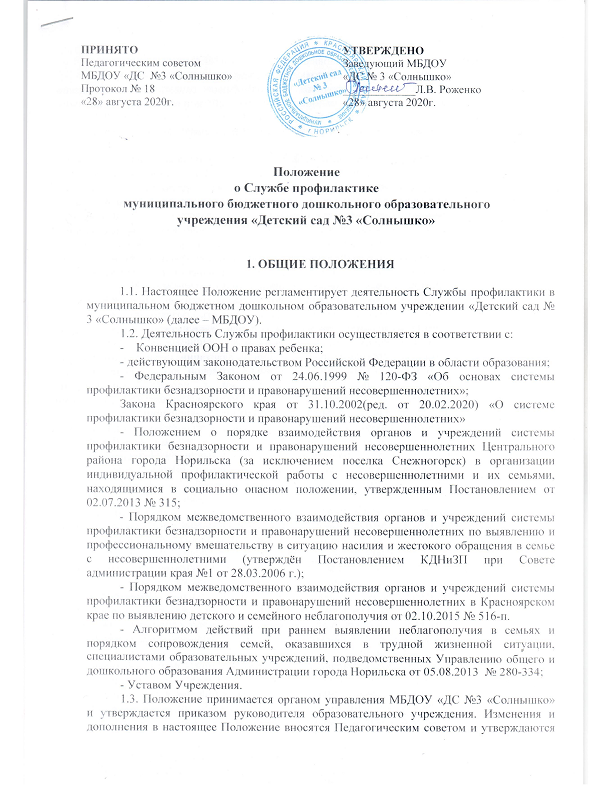 ПРИНЯТО
Педагогическим советом
МБДОУ «ДС №3 «Солнышко»
Протокол № 18
«28» августа 2020г.
УТВЕРЖДЕНО
Заведующий МБДОУ
«ДС № 3 «Солнышко»
Л.В. Роженко
«28» августа 2020г.
«Детский сад
№ 3
«Солнышко»
Положение
о Службе профилактике
муниципального бюджетного дошкольного образовательного
учреждения «Детский сад №3 «Солнышко»
1. ОБЩИЕ ПОЛОЖЕНИЯ
1.1. Настоящее Положение регламентирует деятельность Службы профилактики в
муниципальном бюджетном дошкольном образовательном учреждении «Детский сад №
3 «Солнышко» (далее – МБДОУ).
1.2. Деятельность Службы профилактики осуществляется в соответствии с:
- Конвенцией ООН о правах ребенка;
- действующим законодательством Российской Федерации в области образования;
- Федеральным Законом от 24.06.1999 № 120-ФЗ «Об основах системы
профилактики безнадзорности и правонарушений несовершеннолетних»;
Закона Красноярского края от 31.10.2002(ред. от 20.02.2020) «О системе
профилактики безнадзорности и правонарушений несовершеннолетних»
- Положением о порядке взаимодействия органов и учреждений системы
профилактики безнадзорности и правонарушений несовершеннолетних Центрального
района города Норильска (за исключением поселка Снежногорск) в организации
индивидуальной профилактической работы с несовершеннолетними и их семьями,
находящимися в социально опасном положении, утвержденным Постановлением от
02.07.2013 № 315;
- Порядком межведомственного взаимодействия органов и учреждений системы
профилактики безнадзорности и правонарушений несовершеннолетних по выявлению и
профессиональному вмешательству в ситуацию насилия и жестокого обращения в семье
с несовершеннолетними (утверждён Постановлением КДНиЗП при Совете
администрации края №1 от 28.03.2006 г.);
- Порядком межведомственного взаимодействия органов и учреждений системы
профилактики безнадзорности и правонарушений несовершеннолетних в Красноярском
крае по выявлению детского и семейного неблагополучия от 02.10.2015 № 516-п.
- Алгоритмом действий при раннем выявлении неблагополучия в семьях и
порядком сопровождения семей, оказавшихся в трудной жизненной ситуации,
специалистами образовательных учреждений, подведомственных Управлению общего и
дошкольного образования Администрации города Норильска от 05.08.2013 № 280-334;
- Уставом Учреждения.
1.3. Положение принимается органом управления МБДОУ «ДС №3 «Солнышко»
и утверждается приказом руководителя образовательного учреждения. Изменения и
дополнения в настоящее Положение вносятся Педагогическим советом и утверждаются